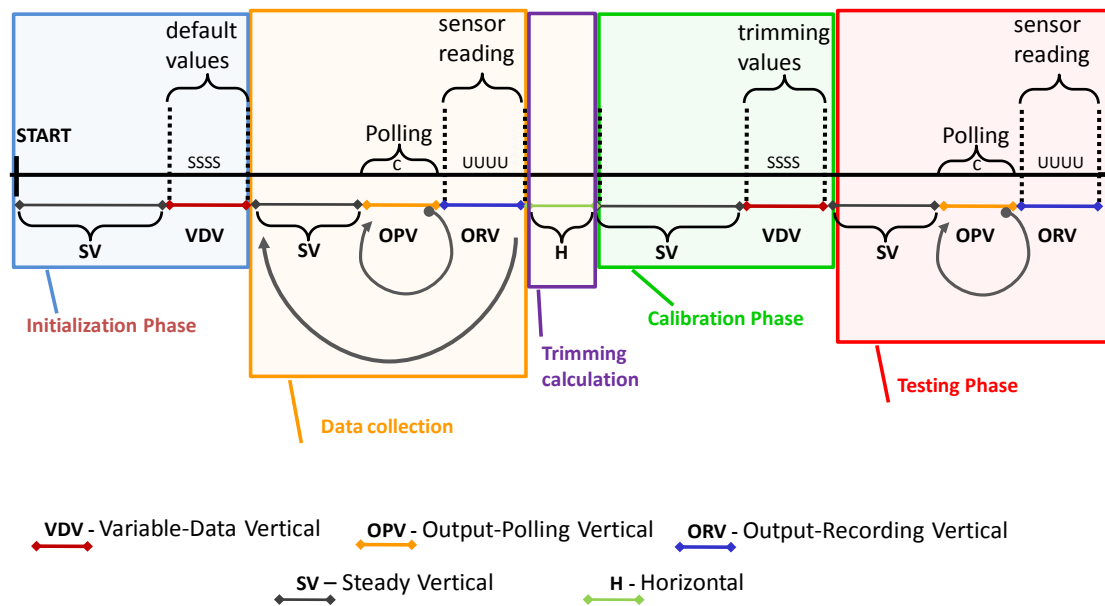 default
values
sensor
reading
trimming
values
sensor
reading
START
Polling
Polling
SSSS
C
UUUU
SSSS
C
UUUU
SV
VDV
SV
OPV
ORV
H
SV
VDV
SV
OPV
ORV
Initialization Phase
Data collection
Trimming
calculation
Calibration Phase
Testing Phase
VDV - Variable-Data Vertical
OPV - Output-Polling Vertical
ORV - Output-Recording Vertical
SV – Steady Vertical
H - Horizontal